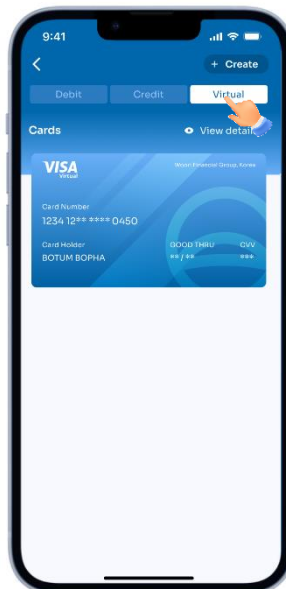 9:41
+ Create
Debit Credit Virtual
Cards View details
VISA
Virtual
Woori Financial Group, Korea
Card Number
1234 12** **** 0450
Card Holder GOOD THRU CVV
BOTUM BOPHA **/** ***